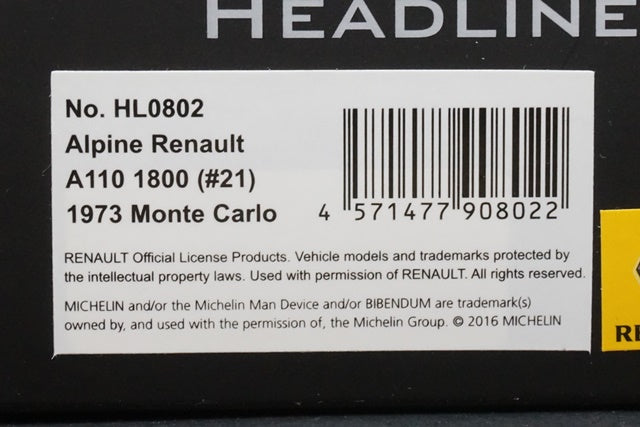 HEADLINE
No. HL0802
Alpine Renault
A110 1800 (#21)
1973 Monte Carlo
4 571477 908022
RENAULT Official License Products. Vehicle models and trademarks protected by
the intellectual property laws. Used with permission of RENAULT. All rights reserved.
MICHELIN and/or the Michelin Man Device and/or BIBENDUM are trademark(s)
owned by, and used with the permission of, the Michelin Group. © 2016 MICHELIN
RE